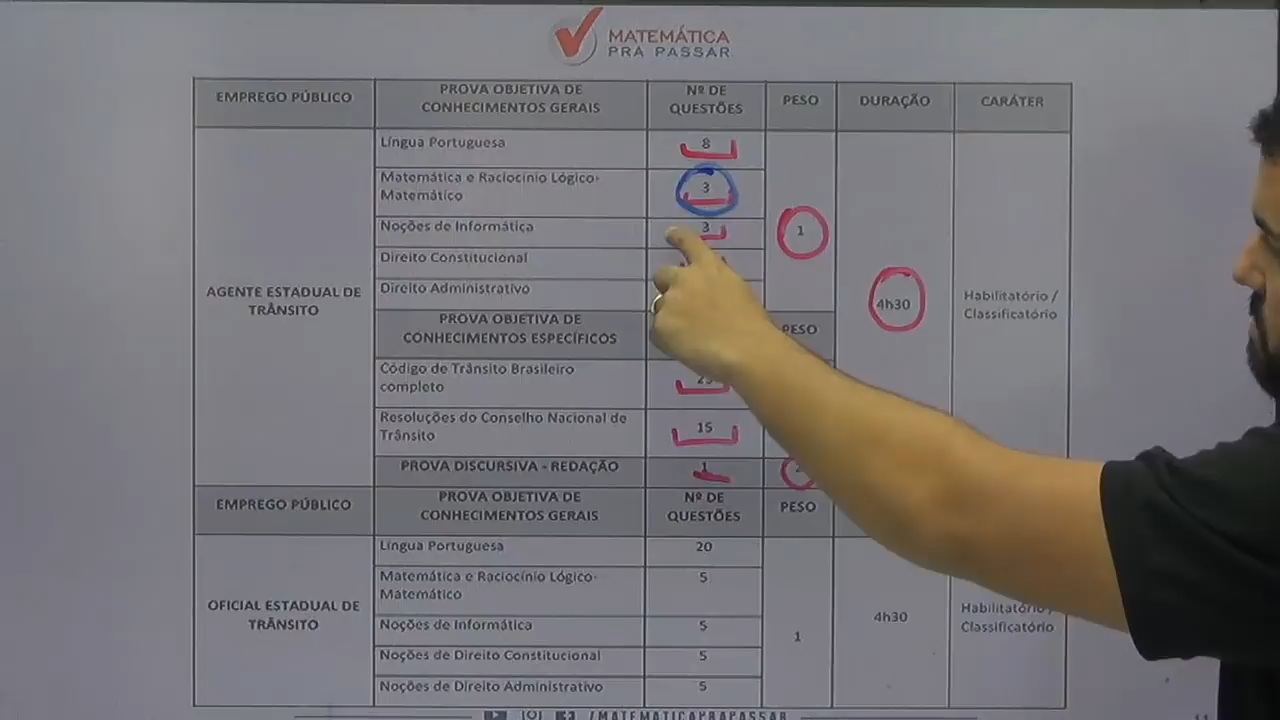 MATEMÁTICA
PRA PASSAR
EMPREGO PÚBLICO
PROVA OBJETIVA DE
CONHECIMENTOS GERAIS
Nº DE
QUESTÕES
PESO
DURAÇÃO
CARÁTER
AGENTE ESTADUAL DE
TRÂNSITO
Língua Portuguesa
8
Matemática e Raciocínio Lógico-
Matemático
3
Noções de Informática
3
Direito Constitucional
Direito Administrativo
1
4h30
Habilitatório /
Classificatório
PROVA OBJETIVA DE
CONHECIMENTOS ESPECÍFICOS
PESO
Código de Trânsito Brasileiro
completo
Resoluções do Conselho Nacional de
Trânsito
15
PROVA DISCURSIVA - REDAÇÃO
1
EMPREGO PÚBLICO
PROVA OBJETIVA DE
CONHECIMENTOS GERAIS
Nº DE
QUESTÕES
PESO
OFICIAL ESTADUAL DE
TRÂNSITO
Língua Portuguesa
20
Matemática e Raciocínio Lógico-
Matemático
5
Noções de Informática
5
Noções de Direito Constitucional
5
Noções de Direito Administrativo
5
1
4h30
Habilitatório /
Classificatório
/MATEMATICAPRAPASSAR